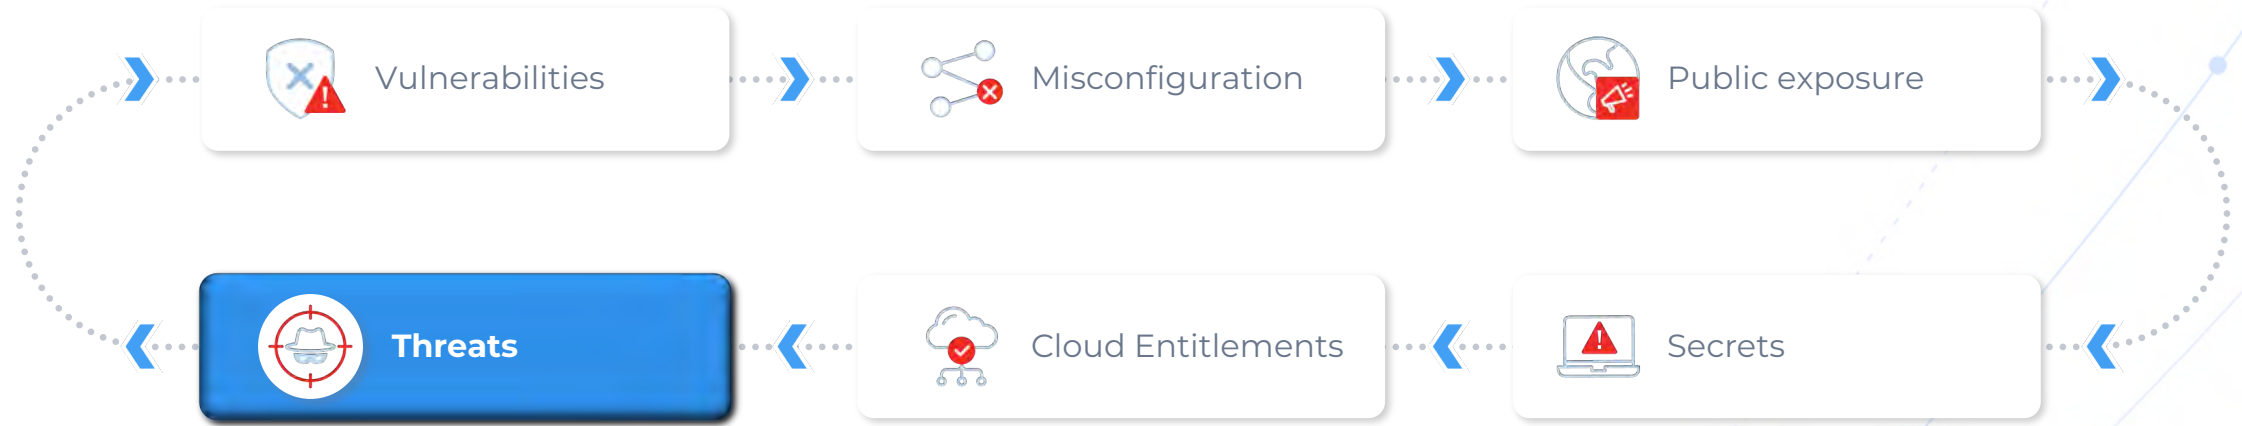 Vulnerabilities
Misconfiguration
Public exposure
Threats
Cloud Entitlements
Secrets